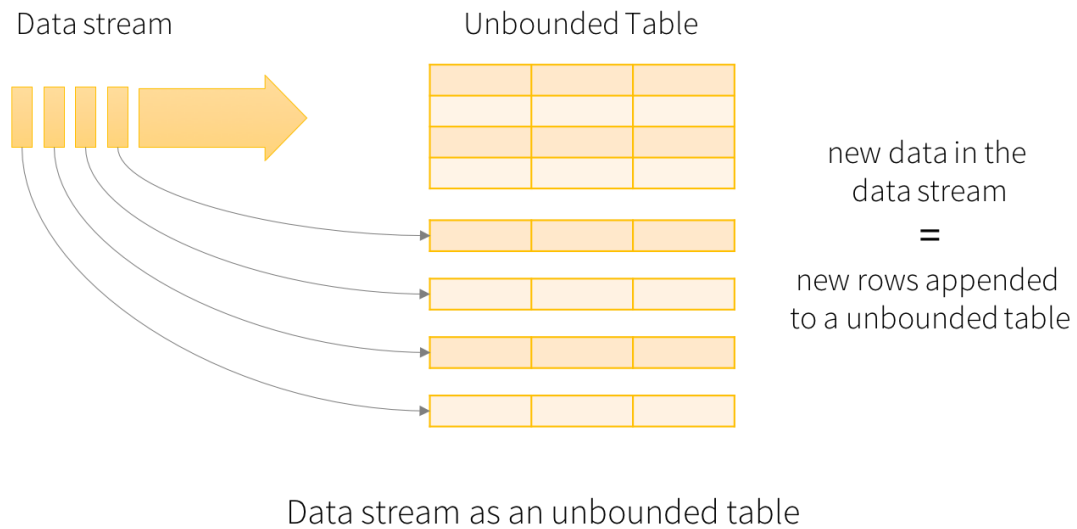 Data stream
Unbounded Table
new data in the
data stream
=
new rows appended
to a unbounded table
Data stream as an unbounded table